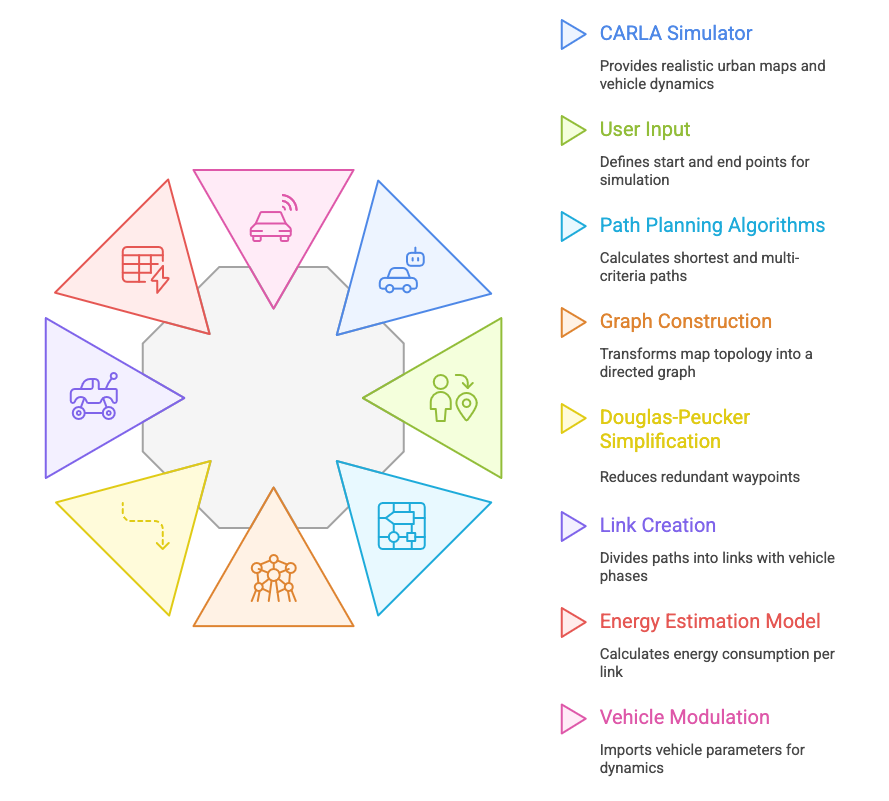 CARLA Simulator
Provides realistic urban maps and
vehicle dynamics
User Input
Defines start and end points for
simulation
Path Planning Algorithms
Calculates shortest and multi-
criteria paths
Graph Construction
Transforms map topology into a
directed graph
Douglas-Peucker
Simplification
Reduces redundant waypoints
Link Creation
Divides paths into links with vehicle
phases
Energy Estimation Model
Calculates energy consumption per
link
Vehicle Modulation
Imports vehicle parameters for
dynamics